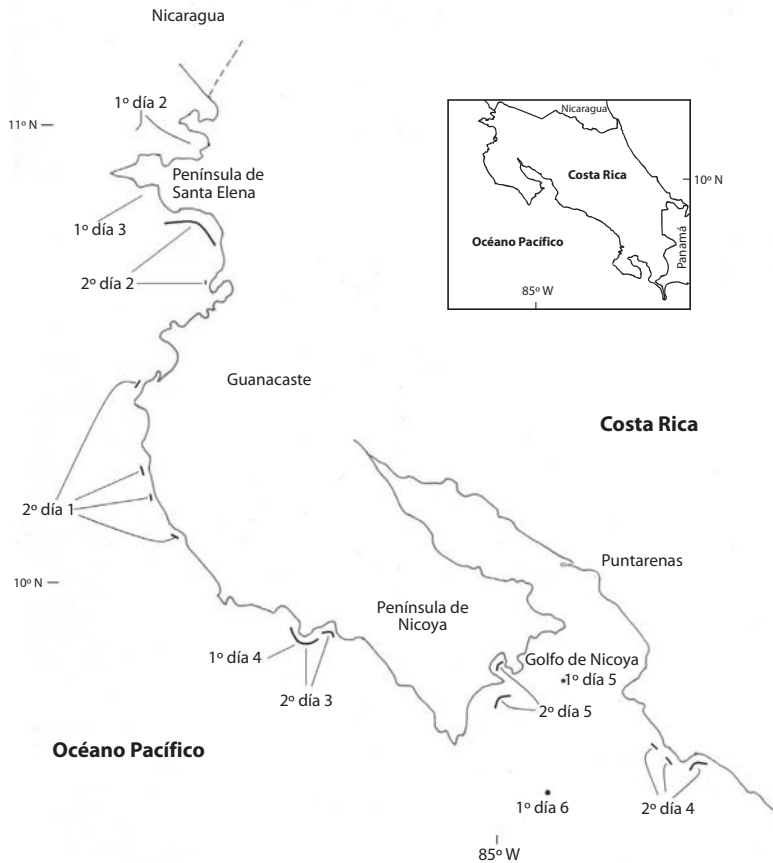 Nicaragua
1º día 2
11º N
Península de
Santa Elena
1º día 3
2º día 2
Nicaragua
Costa Rica
10º N
Océano Pacífico
Panamá
85º W
Guanacaste
Costa Rica
2º día 1
Puntarenas
10º N
Península de
Nicoya
1º día 4
2º día 3
Golfo de Nicoya
1º día 5
2º día 5
Océano Pacífico
1º día 6
2º día 4
85º W